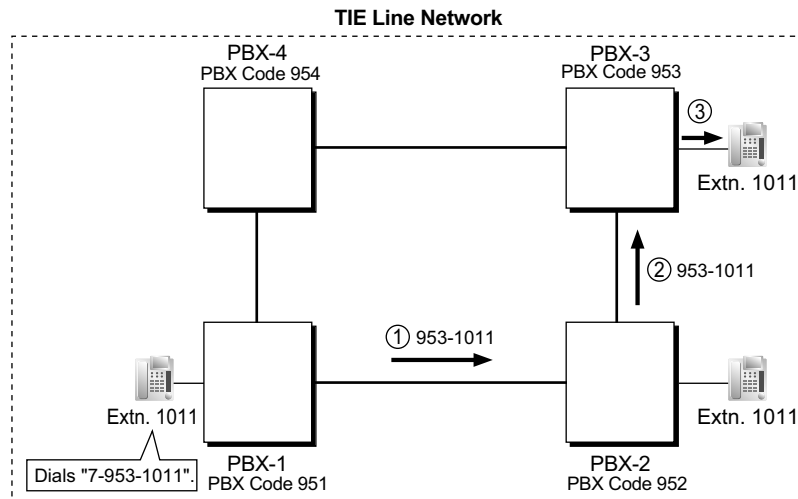 TIE Line Network
PBX-4
PBX Code 954
PBX-3
PBX Code 953
③
Extn. 1011
② 953-1011
① 953-1011
Extn. 1011
Extn. 1011
Dials "7-953-1011".
PBX-1
PBX Code 951
PBX-2
PBX Code 952